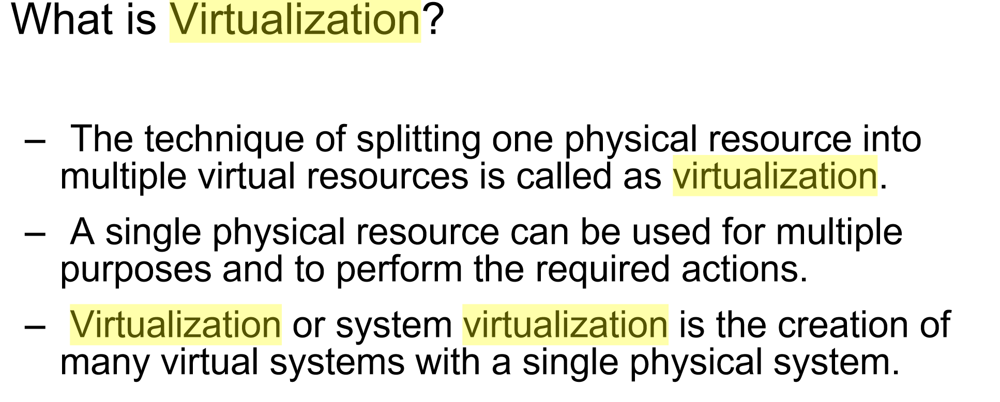 What is Virtualization?
– The technique of splitting one physical resource into
multiple virtual resources is called as virtualization.
– A single physical resource can be used for multiple
purposes and to perform the required actions.
– Virtualization or system virtualization is the creation of
many virtual systems with a single physical system.